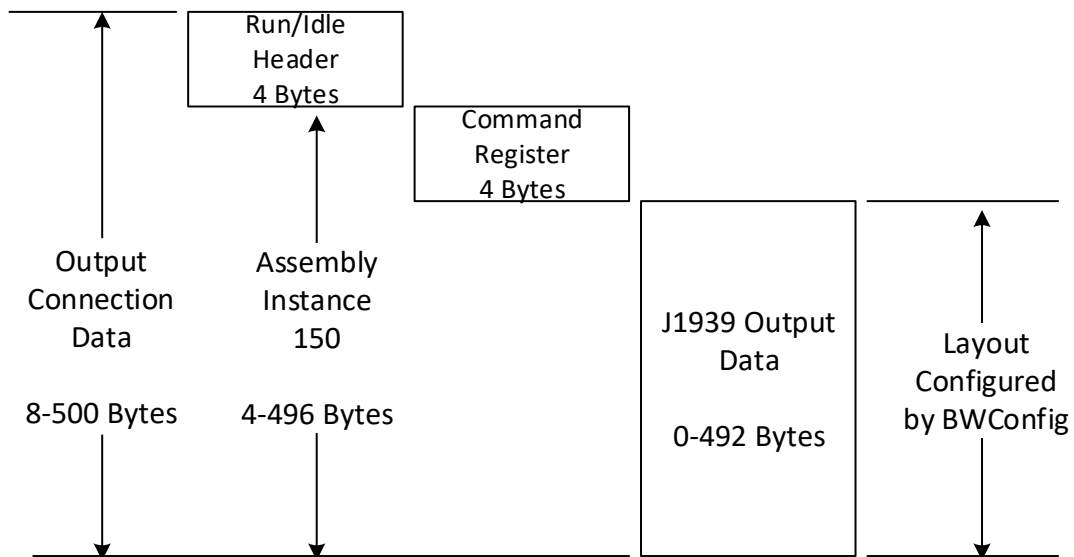 Run/Idle
Header
4 Bytes
Command
Register
4 Bytes
Output
Connection
Data
8-500 Bytes
Assembly
Instance
150
4-496 Bytes
J1939 Output
Data
0-492 Bytes
Layout
Configured
by BWConfig